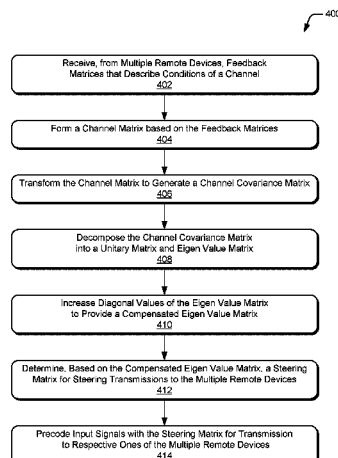 400
Receive, from Multiple Remote Devices, Feedback
Matrices that Describe Conditions of a Channel
402
Form a Channel Matrix based on the Feedback Matrices
404
Transform the Channel Matrix to Generate a Channel Covariance Matrix
406
Decompose the Channel Covariance Matrix
into a Unitary Matrix and Eigen Value Matrix
408
Increase Diagonal Values of the Eigen Value Matrix
to Provide a Compensated Eigen Value Matrix
410
Determine, Based on the Compensated Eigen Value Matrix, a Steering
Matrix for Steering Transmissions to the Multiple Remote Devices
412
Precode Input Signals with the Steering Matrix for Transmission
to Respective Ones of the Multiple Remote Devices
414